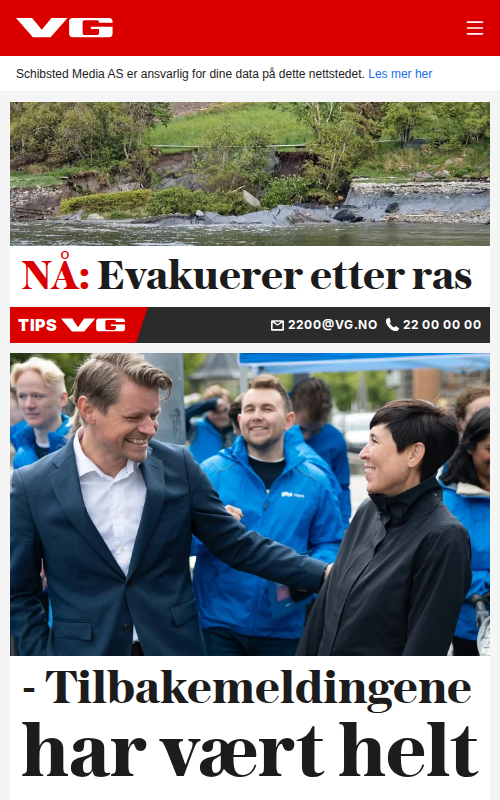 VG
Schibsted Media AS er ansvarlig for dine data på dette nettstedet. Les mer her
NÅ: Evakuerer etter ras
TIPS VG 2200@VG.NO 22 00 00 00
- Tilbakemeldingene
har vært helt